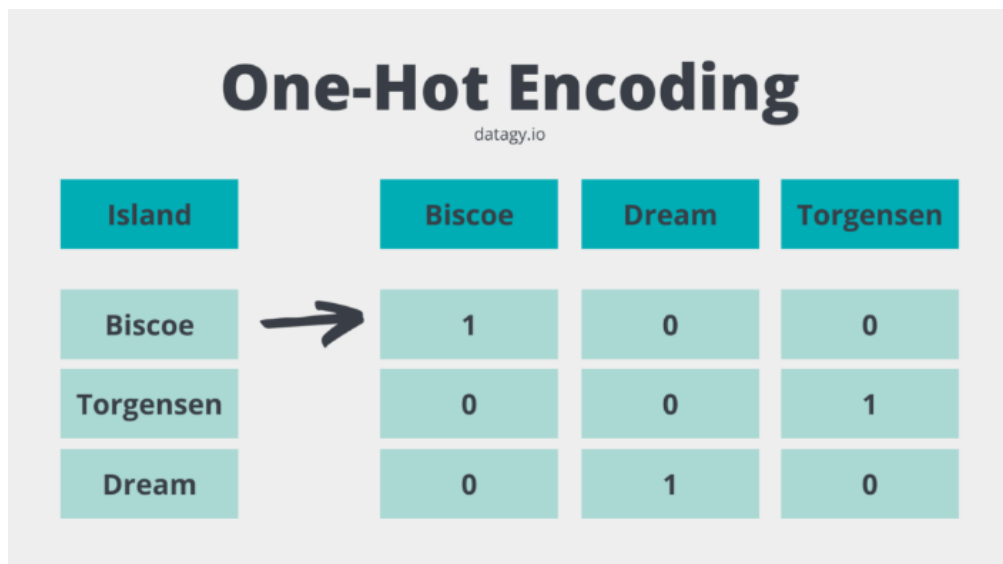 One-Hot Encoding
datagy.io
Island Biscoe Dream Torgensen
Biscoe 1 0 0
Torgensen 0 0 1
Dream 0 1 0